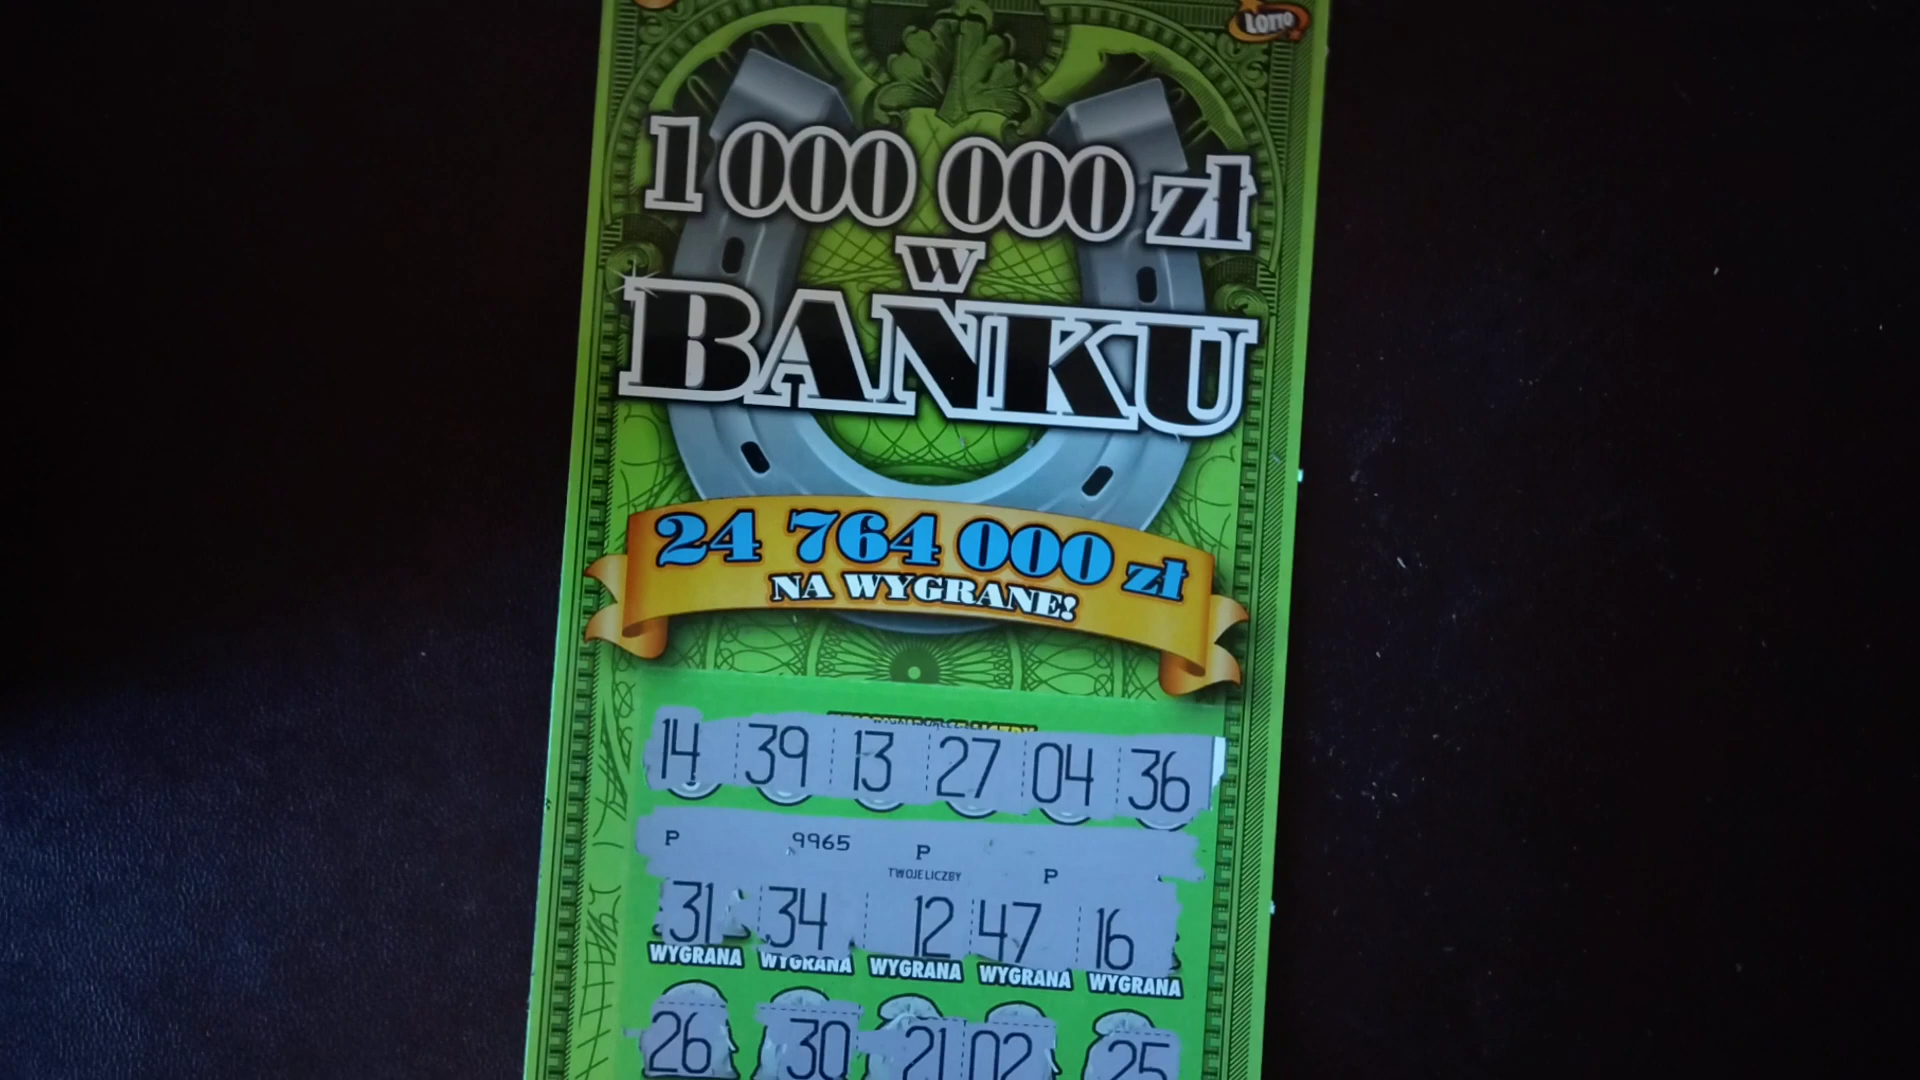 LOTTO
1 000 000 zł
W
BANKU
24 764 000 zł
NA WYGRANE!
14 39 13 27 04 36
P 9965 P P
TWOJE LICZBY
31 34 12 47 16
WYGRANA WYGRANA WYGRANA WYGRANA WYGRANA
26 30 21 02 25